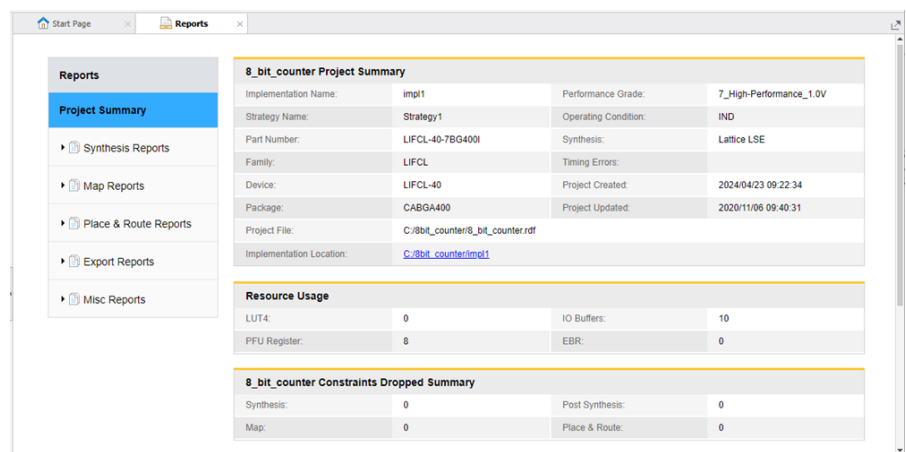 Start Page
Reports
Reports
Project Summary
Synthesis Reports
Map Reports
Place & Route Reports
Export Reports
Misc Reports
8_bit_counter Project Summary
Implementation Name: impl1 Performance Grade: 7_High-Performance_1.0V
Strategy Name: Strategy1 Operating Condition: IND
Part Number: LIFCL-40-7BG400I Synthesis: Lattice LSE
Family: LIFCL Timing Errors:
Device: LIFCL-40 Project Created: 2024/04/23 09:22:34
Package: CABGA400 Project Updated: 2020/11/06 09:40:31
Project File: C:/8bit_counter/8_bit_counter.rdf
Implementation Location: C:/8bit_counter/impl1
Resource Usage
LUT4: 0 IO Buffers: 10
PFU Register: 8 EBR: 0
8_bit_counter Constraints Dropped Summary
Synthesis: 0 Post Synthesis: 0
Map: 0 Place & Route: 0